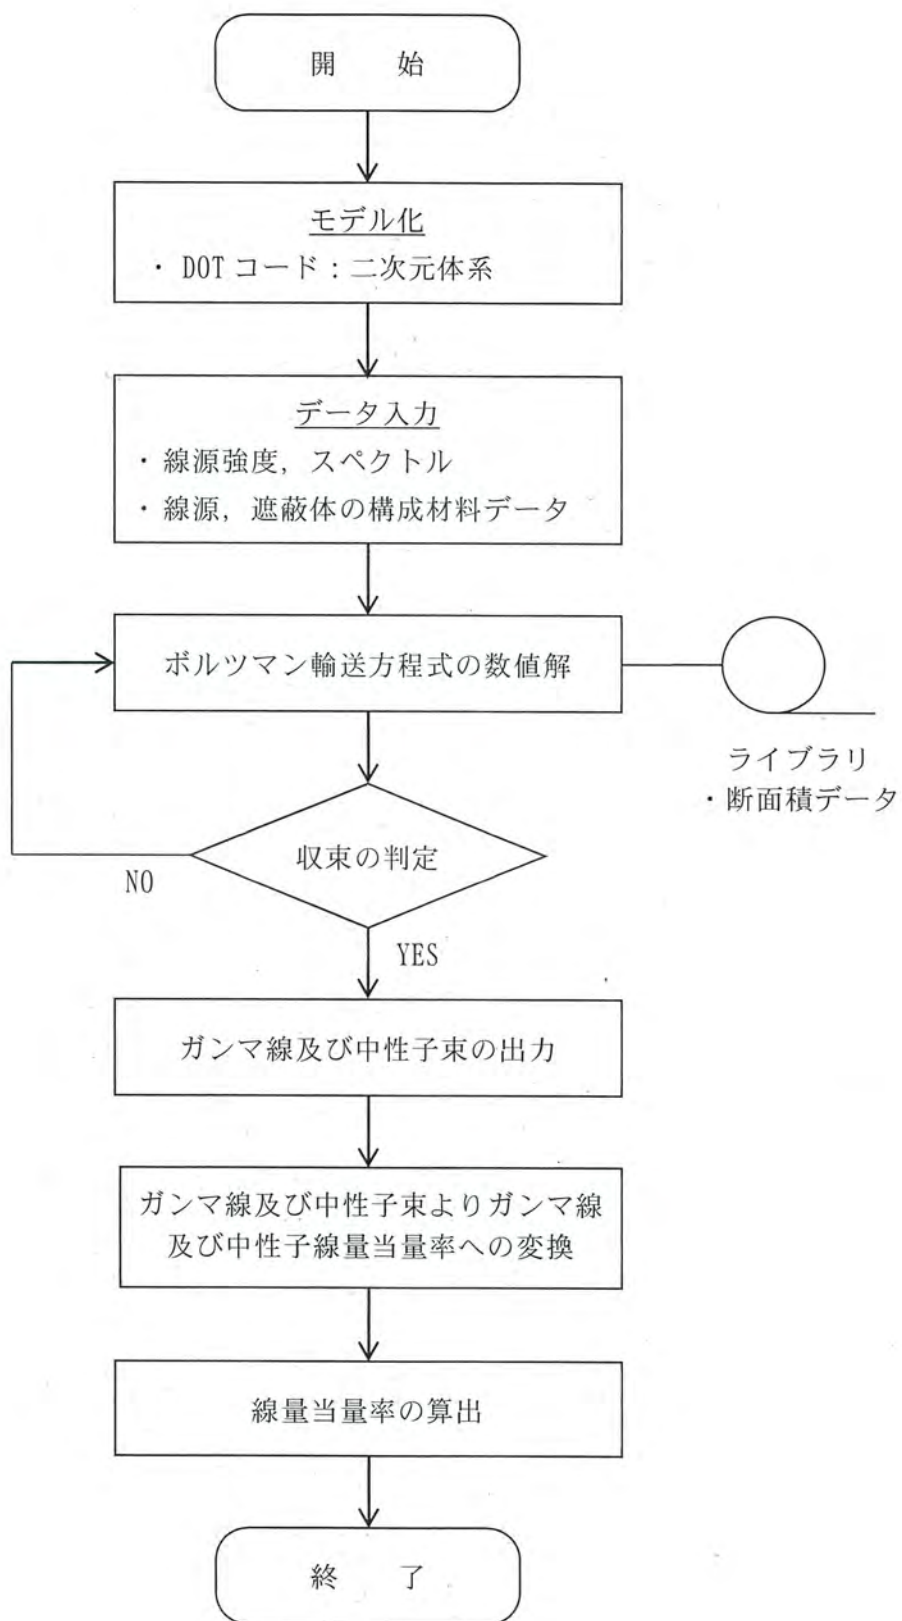 開　始
モデル化
・DOTコード：二次元体系
データ入力
・線源強度，スペクトル
・線源，遮蔽体の構成材料データ
ボルツマン輸送方程式の数値解
ライブラリ
・断面積データ
収束の判定
NO
YES
ガンマ線及び中性子束の出力
ガンマ線及び中性子束よりガンマ線
及び中性子線量当量率への変換
線量当量率の算出
終　了